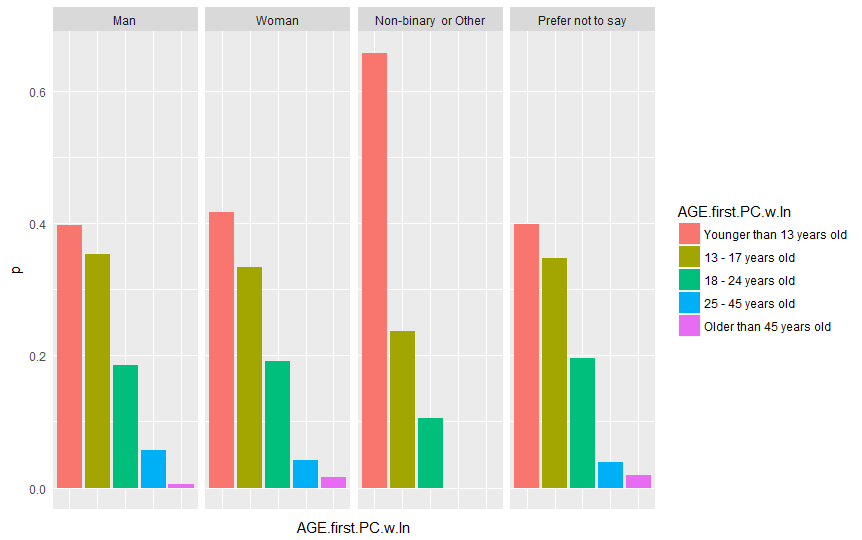 Man
Woman
Non-binary or Other
Prefer not to say
0.6
0.4
0.2
0.0
p
AGE.first.PC.w.In
AGE.first.PC.w.In
Younger than 13 years old
13 - 17 years old
18 - 24 years old
25 - 45 years old
Older than 45 years old